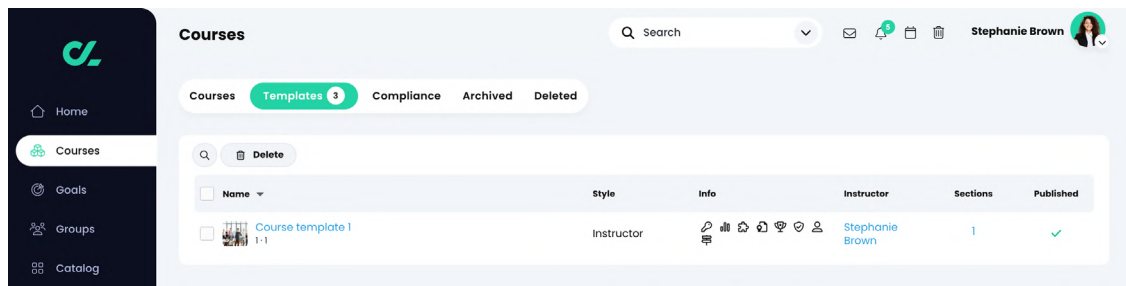 Courses
Search
5
Stephanie Brown
Courses Templates 3 Compliance Archived Deleted
Home
Courses
Goals
Groups
Catalog
Delete
Name Style Info Instructor Sections Published
Course template 1
1·1
Instructor
Stephanie
Brown
1